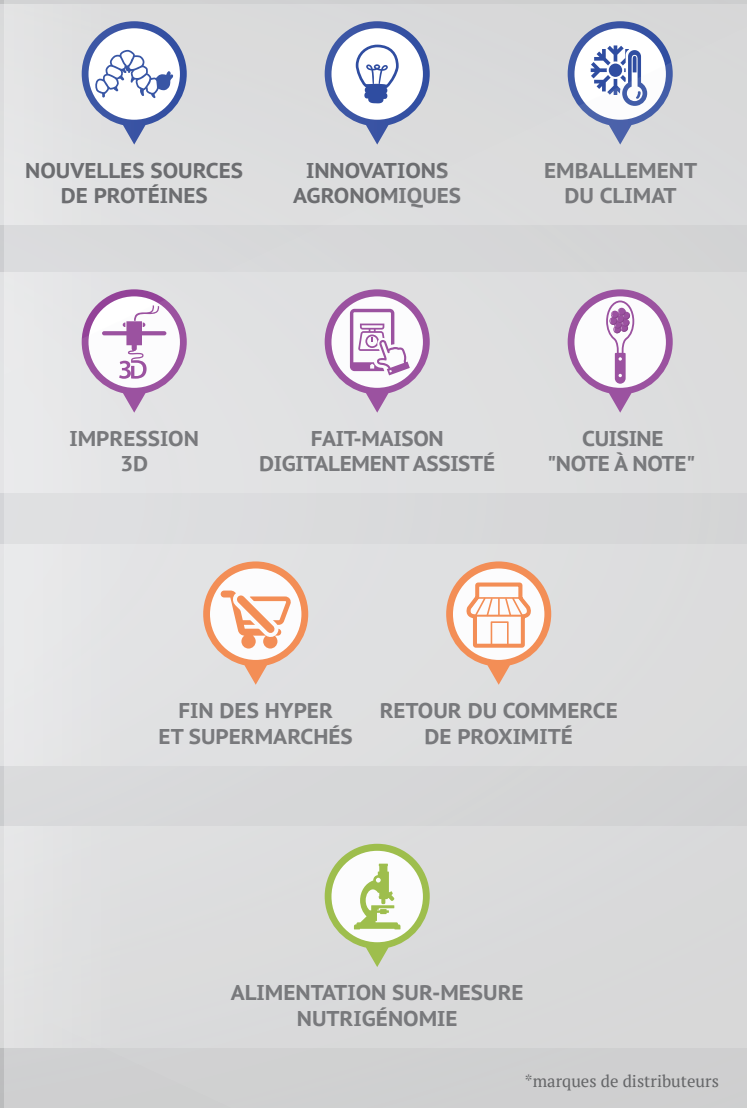 NOUVELLES SOURCES
DE PROTÉINES
INNOVATIONS
AGRONOMIQUES
EMBALLEMENT
DU CLIMAT
3D
IMPRESSION
3D
FAIT-MAISON
DIGITALEMENT ASSISTÉ
CUISINE
"NOTE À NOTE"
FIN DES HYPER
ET SUPERMARCHÉS
RETOUR DU COMMERCE
DE PROXIMITÉ
ALIMENTATION SUR-MESURE
NUTRIGÉNOMIE
*marques de distributeurs